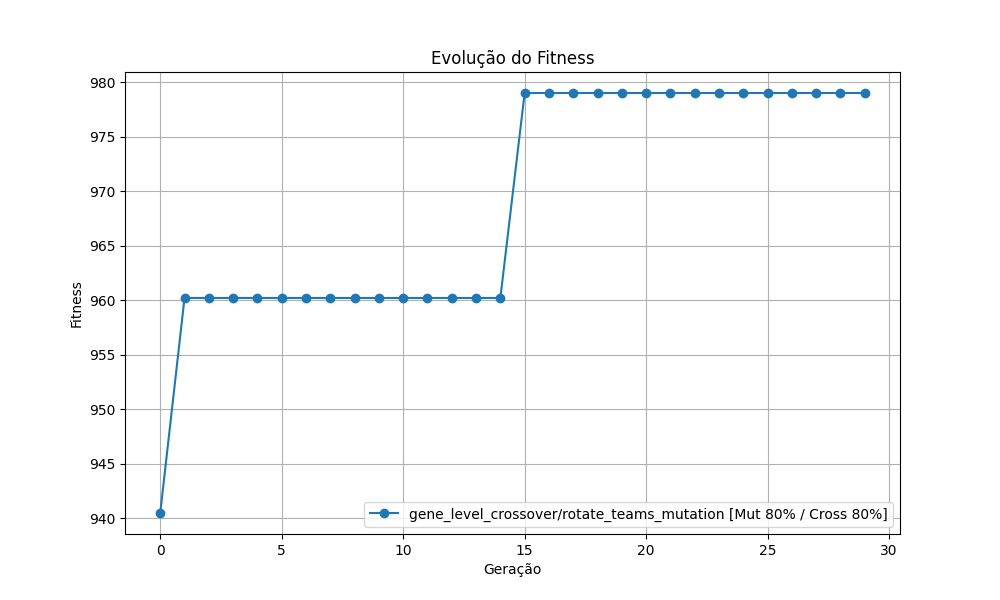 Evolução do Fitness
980
975
970
965
960
955
950
945
940
Fitness
gene_level_crossover/rotate_teams_mutation [Mut 80% / Cross 80%]
0 5 10 15 20 25 30
Geração